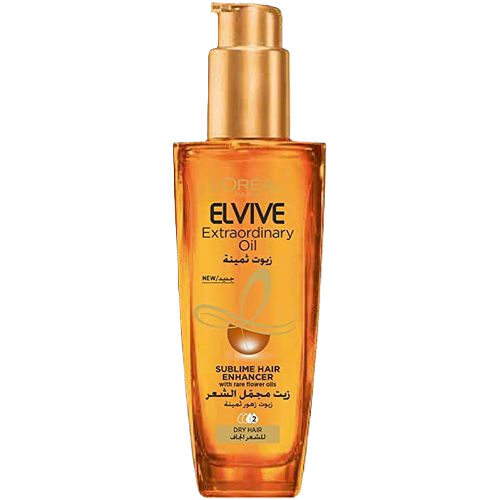 L'ORÉAL
ELVIVE
Extraordinary
Oil
زيوت ثمينة
NEW/جديد
SUBLIME HAIR
ENHANCER
with rare flower oils
زيت مجمّل الشعر
زيوت زهور ثمينة
2
DRY HAIR
للشعر الجاف